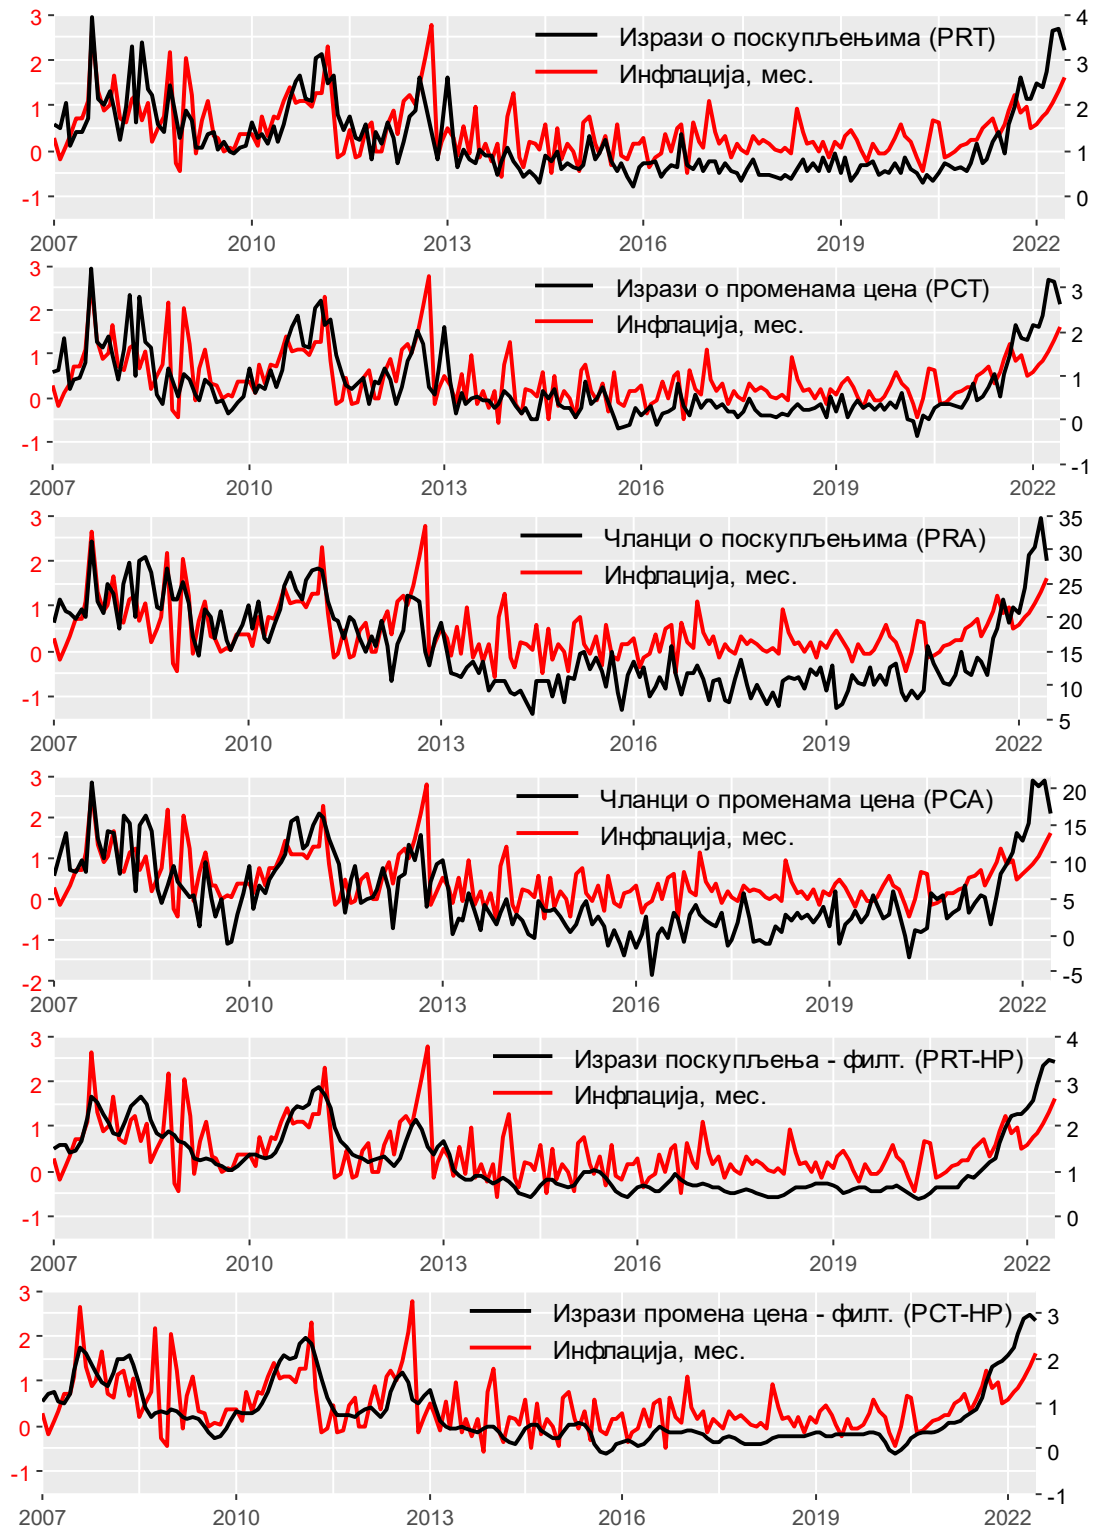 3 4
Изрази о поскупљењима (PRT)
2 3
Инфлација, мес.
1 2
0 1
-1 0
2007 2010 2013 2016 2019 2022
3
Изрази о променама цена (PCT) 3
2
Инфлација, мес. 2
1
1
0
0
-1
-1
2007 2010 2013 2016 2019 2022
3 35
Чланци о поскупљењима (PRA)
30
2
Инфлација, мес. 25
1 20
0 15
10
-1
5
2007 2010 2013 2016 2019 2022
3
Чланци о променама цена (PCA) 20
2
Инфлација, мес. 15
1 10
0 5
0
-1
-5
-2
2007 2010 2013 2016 2019 2022
3 4
Изрази поскупљења - филт. (PRT-HP)
2 3
Инфлација, мес.
1 2
0 1
-1 0
2007 2010 2013 2016 2019 2022
3
Изрази промена цена - филт. (PCT-HP) 3
2
Инфлација, мес. 2
1
1
0
0
-1
-1
2007 2010 2013 2016 2019 2022